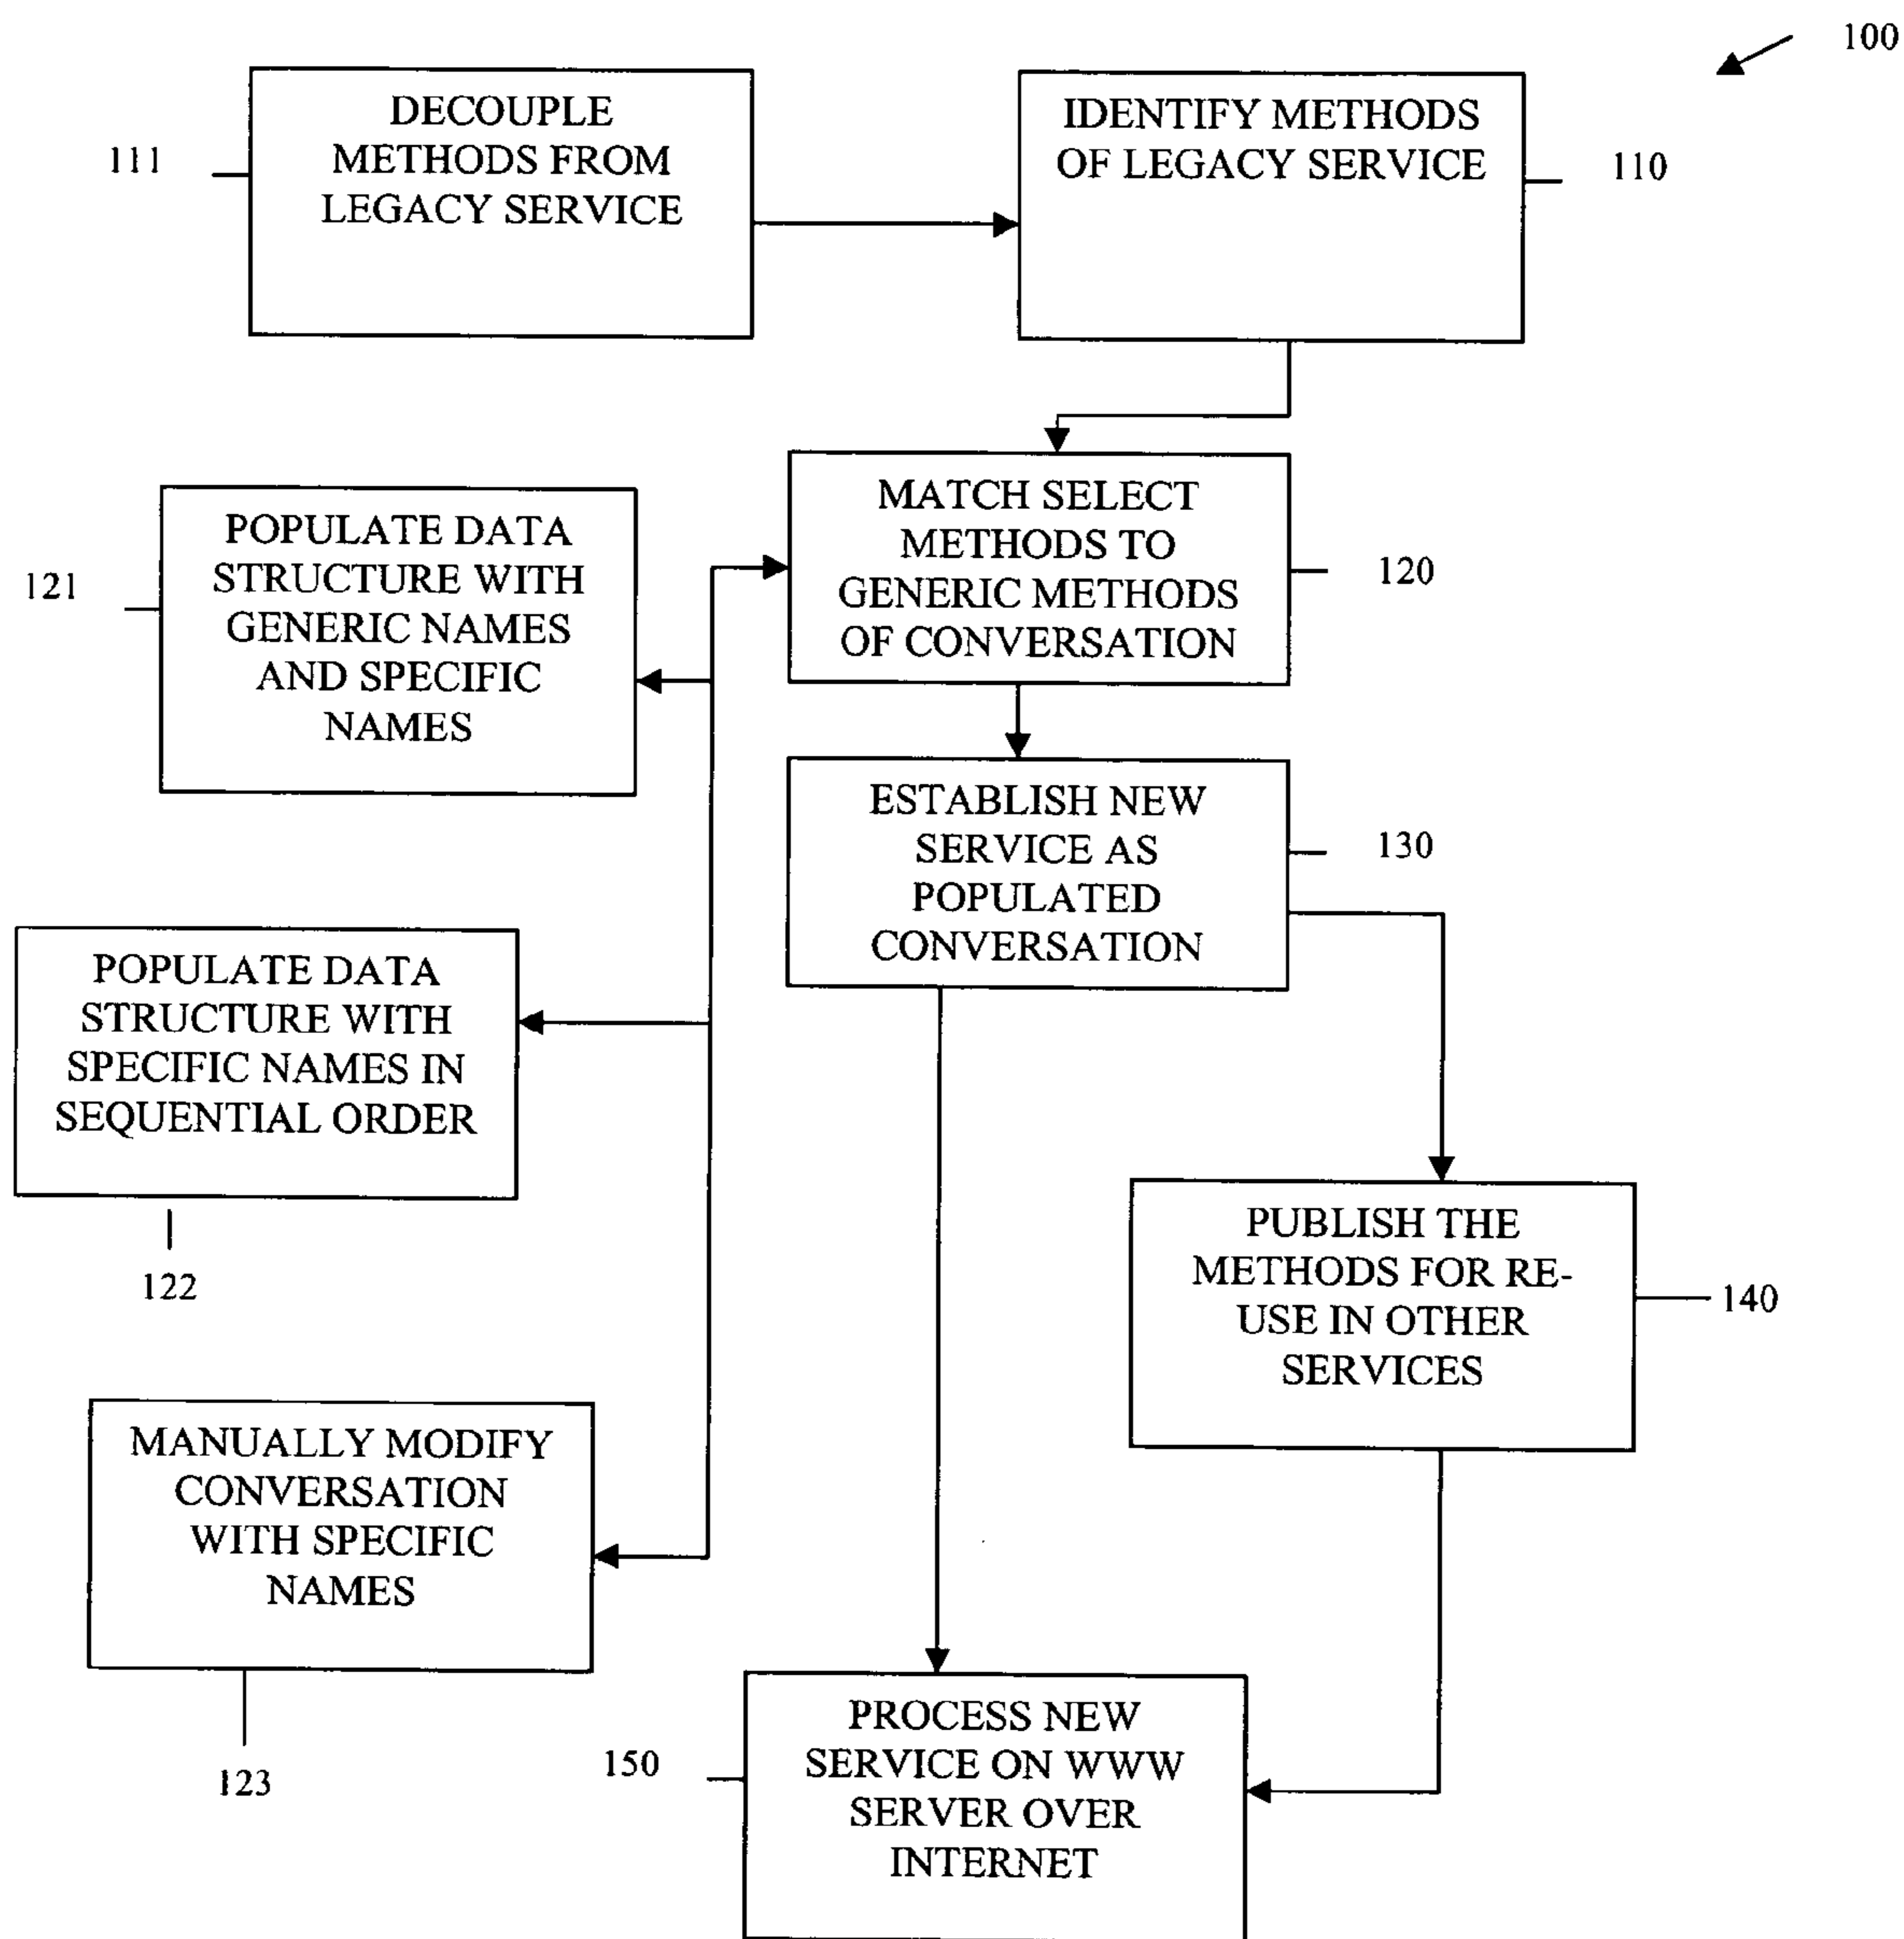 100
DECOUPLE
METHODS FROM
LEGACY SERVICE
111
IDENTIFY METHODS
OF LEGACY SERVICE
110
MATCH SELECT
METHODS TO
GENERIC METHODS
OF CONVERSATION
120
POPULATE DATA
STRUCTURE WITH
GENERIC NAMES
AND SPECIFIC
NAMES
121
ESTABLISH NEW
SERVICE AS
POPULATED
CONVERSATION
130
POPULATE DATA
STRUCTURE WITH
SPECIFIC NAMES IN
SEQUENTIAL ORDER
122
PUBLISH THE
METHODS FOR RE-
USE IN OTHER
SERVICES
140
MANUALLY MODIFY
CONVERSATION
WITH SPECIFIC
NAMES
123
PROCESS NEW
SERVICE ON WWW
SERVER OVER
INTERNET
150